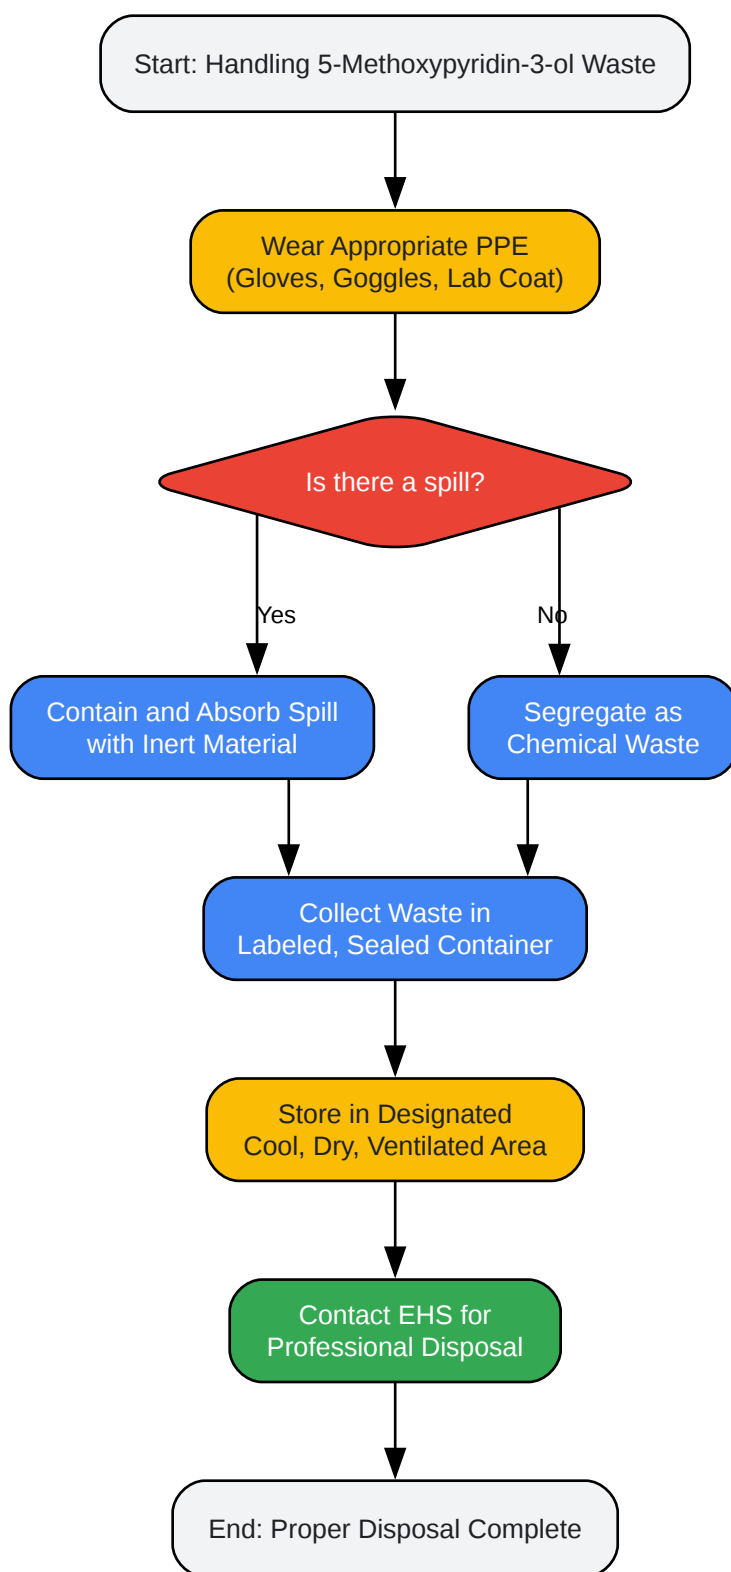 Start: Handling 5-Methoxypyridin-3-ol Waste
Wear Appropriate PPE
(Gloves, Goggles, Lab Coat)
Is there a spill?
Yes
No
Contain and Absorb Spill
with Inert Material
Segregate as
Chemical Waste
Collect Waste in
Labeled, Sealed Container
Store in Designated
Cool, Dry, Ventilated Area
Contact EHS for
Professional Disposal
End: Proper Disposal Complete